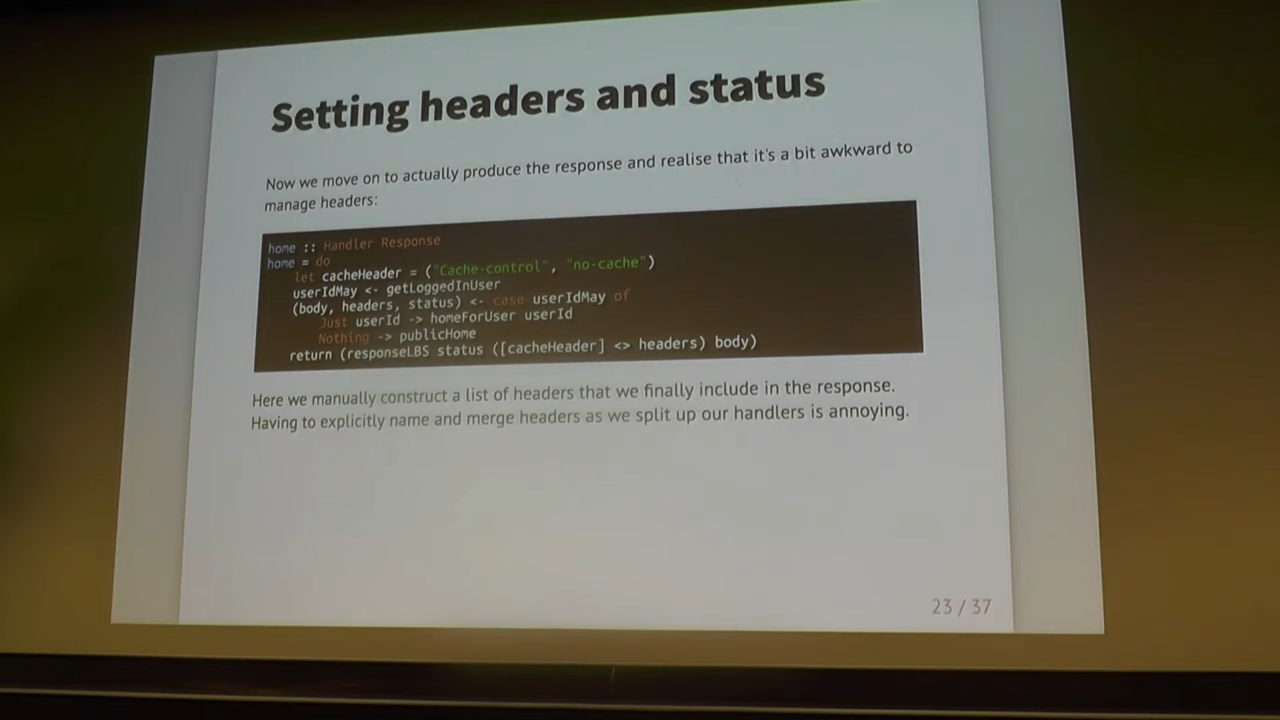 Setting headers and status
Now we move on to actually produce the response and realise that it's a bit awkward to
manage headers:
home :: Handler Response
home = do
let cacheHeader = ("Cache-control", "no-cache")
userIdMay <- getLoggedInUser
(body, headers, status) <- case userIdMay of
Just userId -> homeForUser userId
Nothing -> publicHome
return (responseLBS status ([cacheHeader] <> headers) body)
Here we manually construct a list of headers that we finally include in the response.
Having to explicitly name and merge headers as we split up our handlers is annoying.
23 / 37